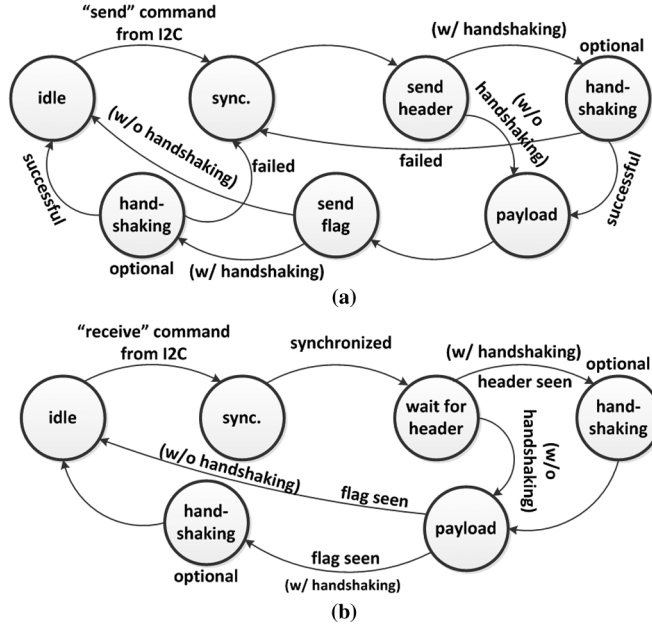 “send” command
from I2C
(w/ handshaking)
optional
idle
sync.
send
header
hand-
shaking
(w/o
handshaking)
(w/o handshaking)
failed
failed
successful
successful
hand-
shaking
optional
send
flag
payload
(w/ handshaking)
(a)
“receive” command
from I2C
synchronized
(w/ handshaking)
header seen
optional
idle
sync.
wait for
header
hand-
shaking
(w/o
handshaking)
(w/o handshaking)
flag seen
hand-
shaking
optional
payload
flag seen
(w/ handshaking)
(b)